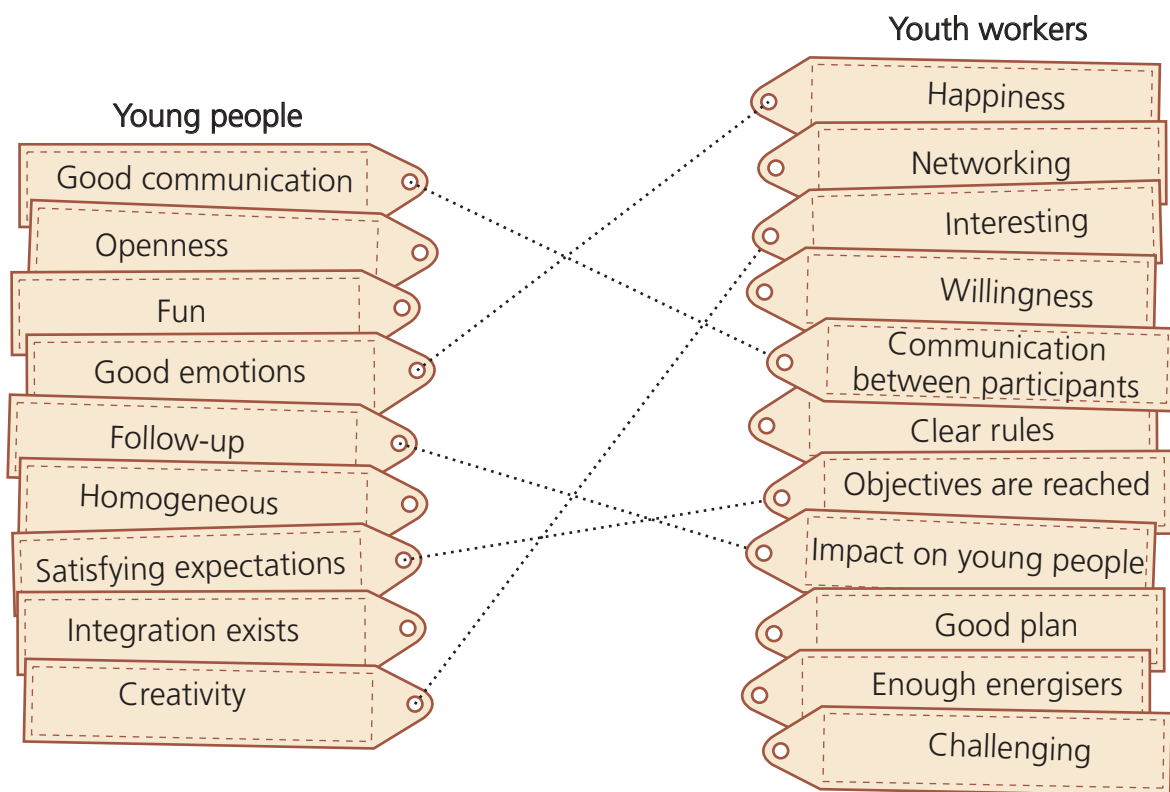 Young people
Good communication
Openness
Fun
Good emotions
Follow-up
Homogeneous
Satisfying expectations
Integration exists
Creativity
Youth workers
Happiness
Networking
Interesting
Willingness
Communication
between participants
Clear rules
Objectives are reached
Impact on young people
Good plan
Enough energisers
Challenging